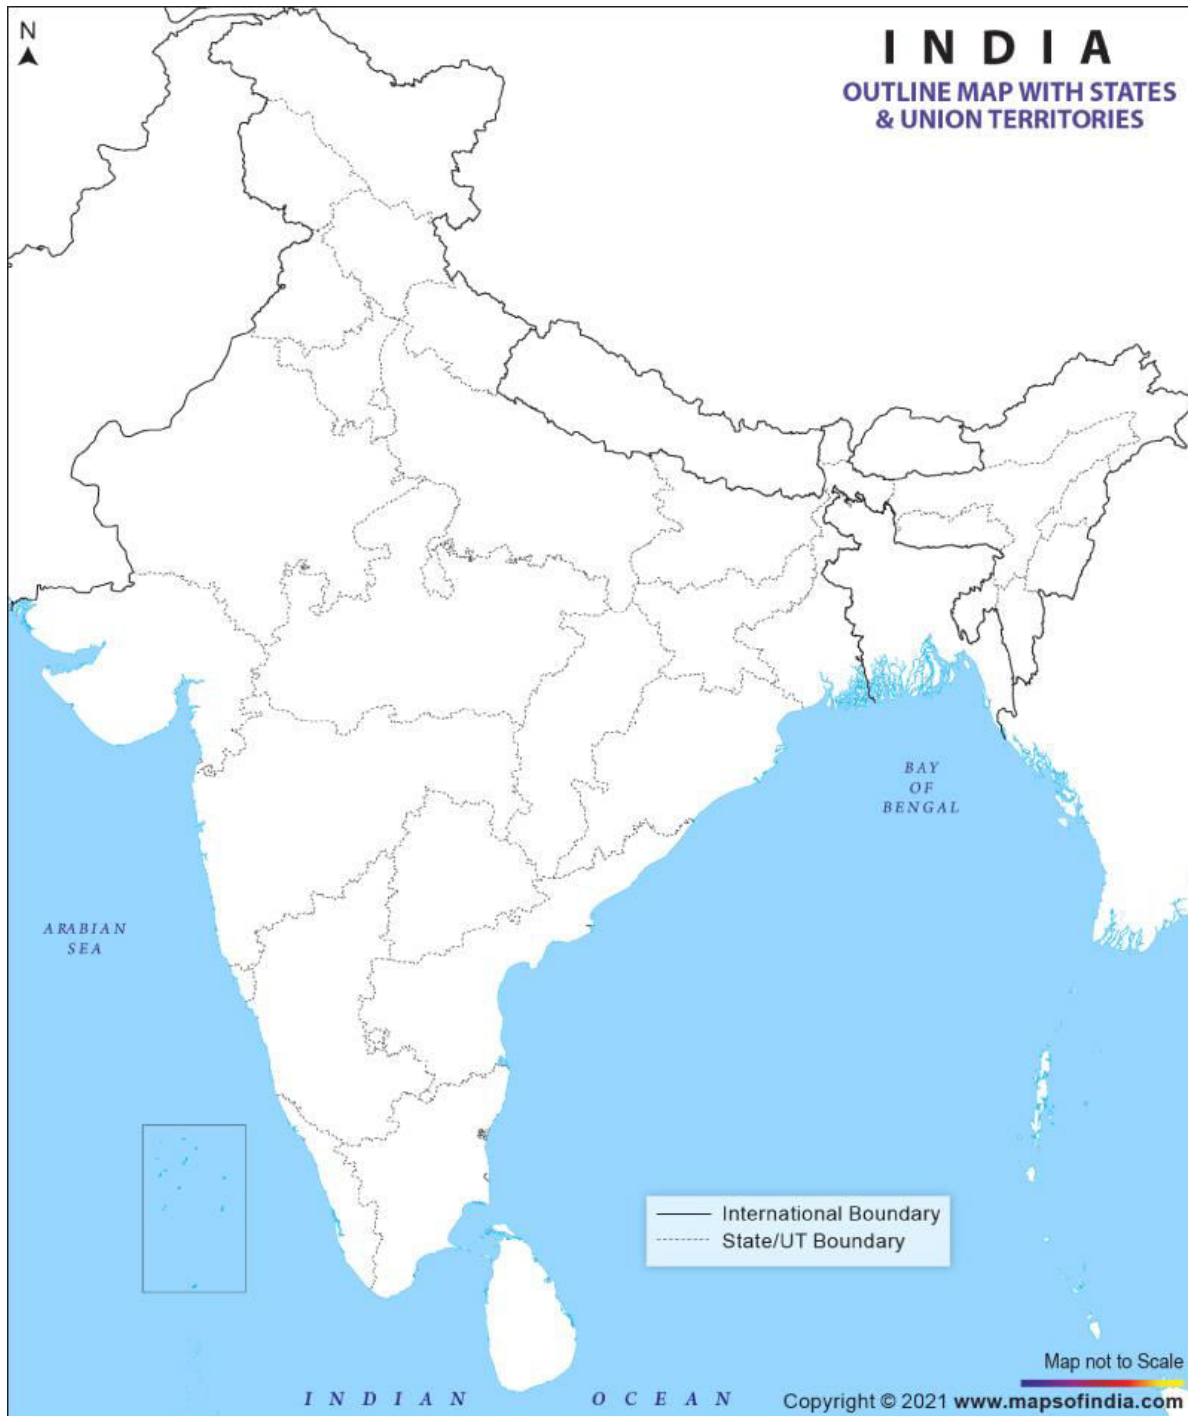 N
INDIA
OUTLINE MAP WITH STATES
& UNION TERRITORIES
BAY
OF
BENGAL
ARABIAN
SEA
International Boundary
State/UT Boundary
Map not to Scale
INDIAN OCEAN
Copyright © 2021 www.mapsofindia.com